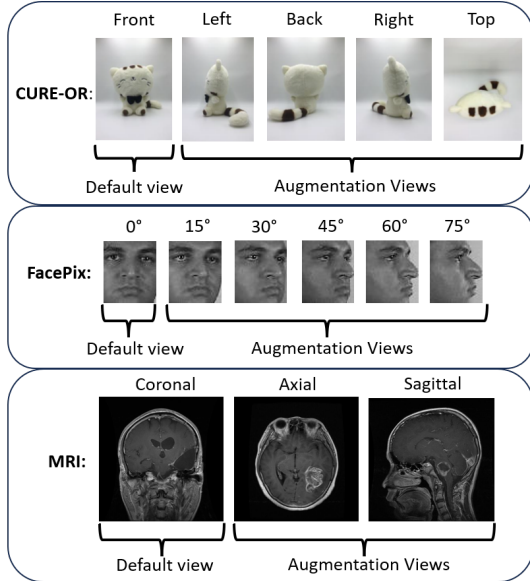 Front Left Back Right Top
CURE-OR:
Default view Augmentation Views
0° 15° 30° 45° 60° 75°
FacePix:
Default view Augmentation Views
Coronal Axial Sagittal
MRI:
Default view Augmentation Views